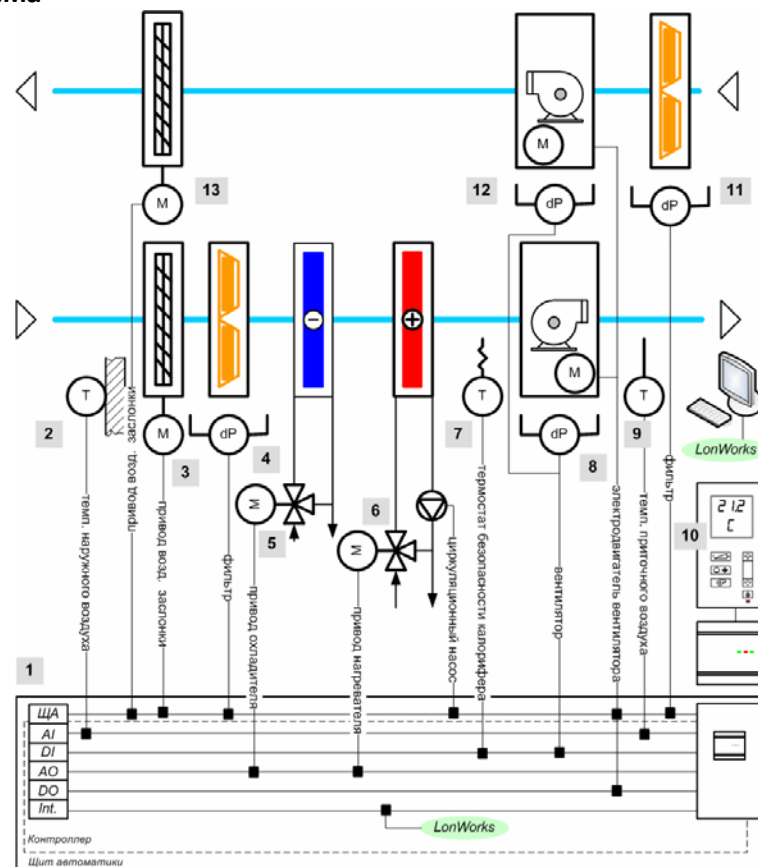 13
M
M
12
dP
11
dP
M
2
T
3
M
4
dP
5
M
6
M
7
T
8
dP
9
T
LonWorks
21.2
C
10
темп. наружного воздуха
привод возд. заслонки
привод возд. заслонки
фильтр
привод охладителя
привод нагревателя
циркуляционный насос
термостат безопасности калорифера
вентилятор
электродвигатель вентилятора
темп. приточного воздуха
фильтр
1
ЩА
AI
DI
AO
DO
Int.
LonWorks
Контроллер
Щит автоматики